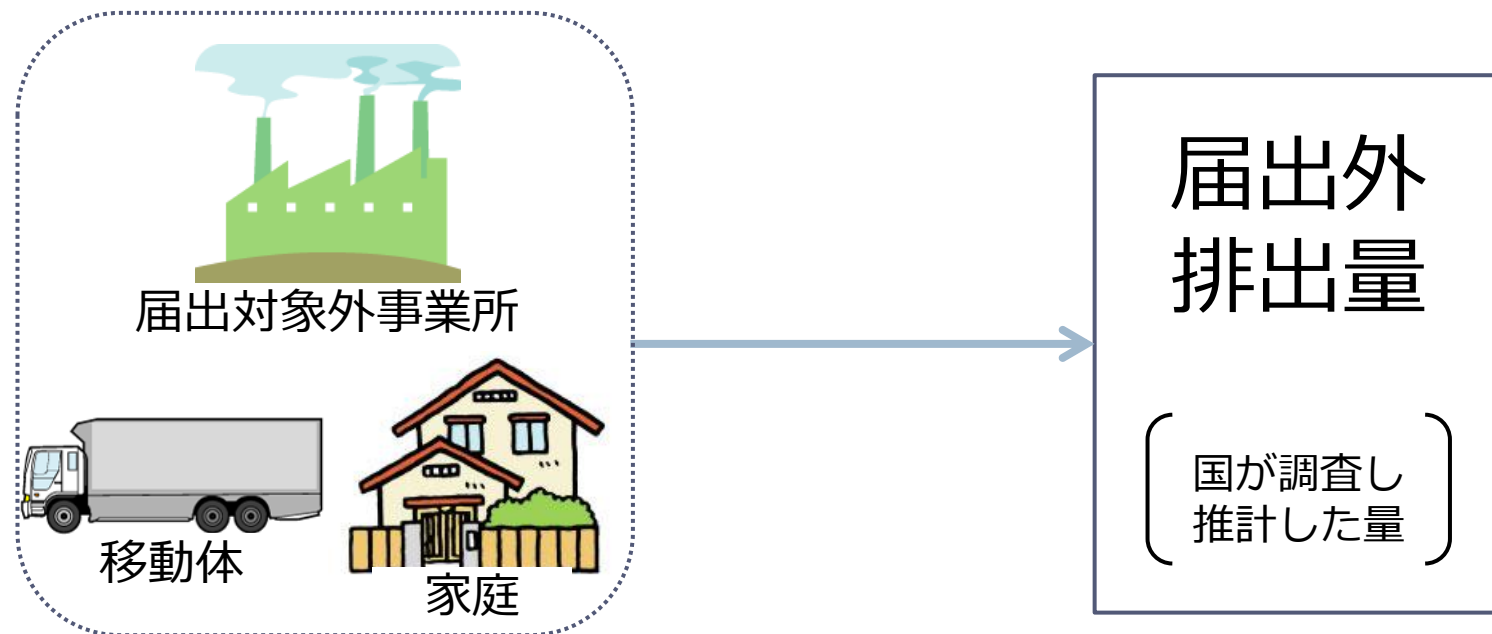 届出対象外事業所
移動体
家庭
届出外
排出量
国が調査し
推計した量